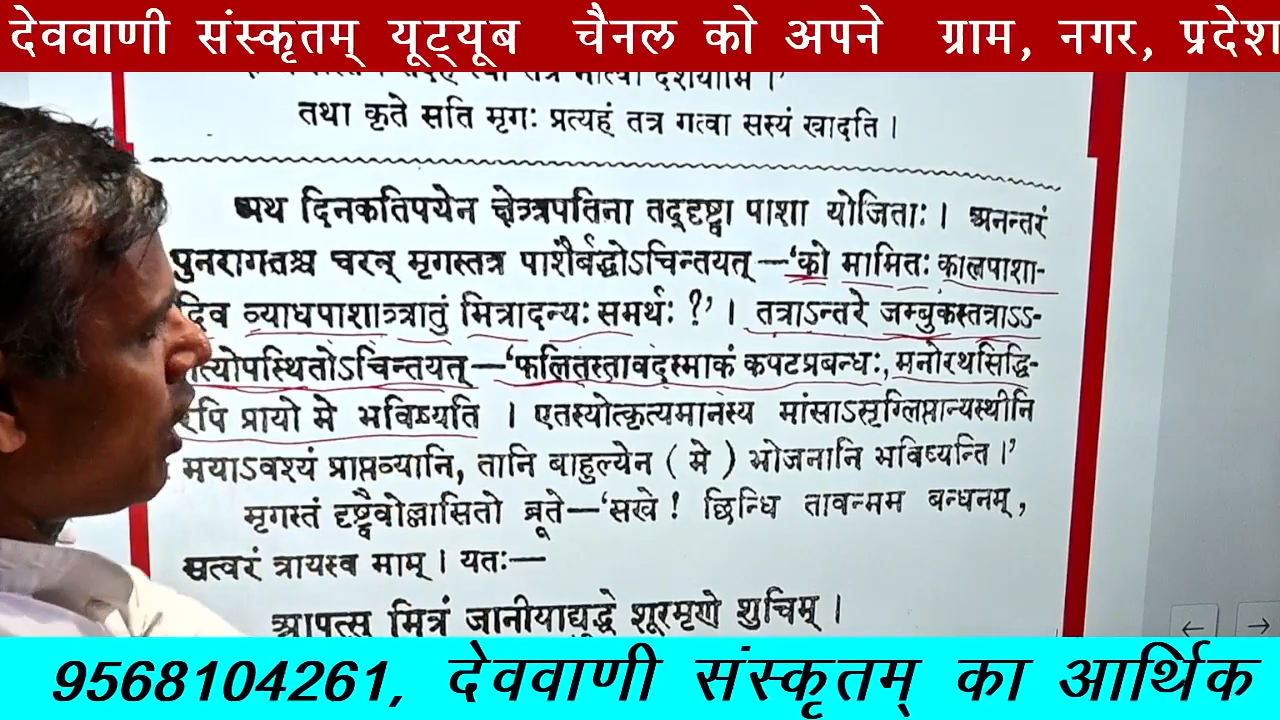 देववाणी संस्कृतम् यूट्यूब चैनल को अपने ग्राम, नगर, प्रदेश
दर्शयामि ।'
तथा कृते सति मृगः प्रत्यहं तत्र गत्वा सस्यं खादति ।
अथ दिनकतिपयेन क्षेत्रपतिना तद्दृष्ट्वा पाशा योजिताः । अनन्तरं
पुनरागतश्च चरन् मृगस्तत्र पाशैर्बद्धोऽचिन्तयत्—'को मामितः कालपाशा-
दिव व्याधपाशात्त्रातुं मित्रादन्यः समर्थः ?' । तत्राऽन्तरे जम्बुकस्तत्राऽऽ-
गत्योपस्थितोऽचिन्तयत्—'फलितस्तावदस्माकं कपटप्रबन्धः, मनोरथसिद्धि-
रपि प्रायो मे भविष्यति । एतस्योत्कृत्यमानस्य मांसाऽसृग्लिप्तान्यस्थीनि
मयाऽवश्यं प्राप्तव्यानि, तानि बाहुल्येन ( मे ) भोजनानि भविष्यन्ति ।'
मृगस्तं दृष्ट्वैवोल्लासितो ब्रूते—'सखे ! छिन्धि तावन्मम बन्धनम्,
सत्वरं त्रायस्व माम् । यतः—
आपत्सु मित्रं जानीयाद्युद्धे शूरमृणे शुचिम् ।
9568104261, देववाणी संस्कृतम् का आर्थिक